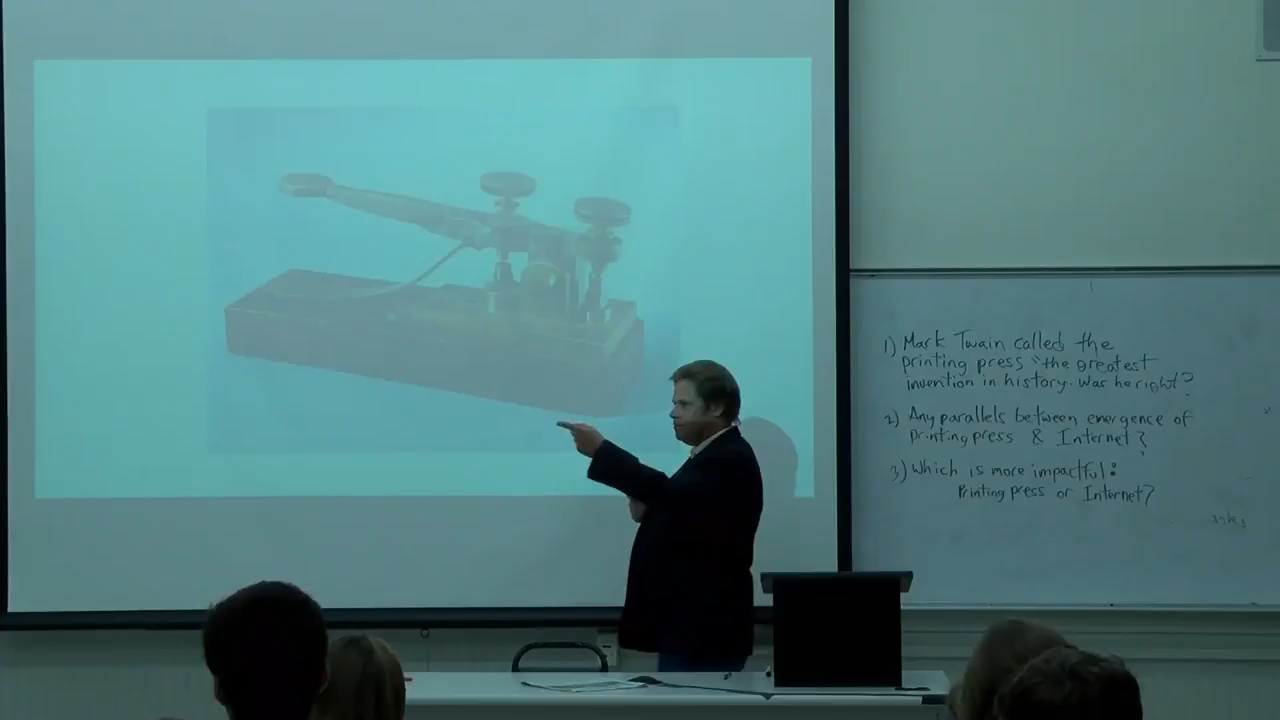 1) Mark Twain called the
printing press "the greatest
invention in history. Was he right?
2) Any parallels between emergence of
printing press & Internet?
3) Which is more impactful:
Printing press or Internet?